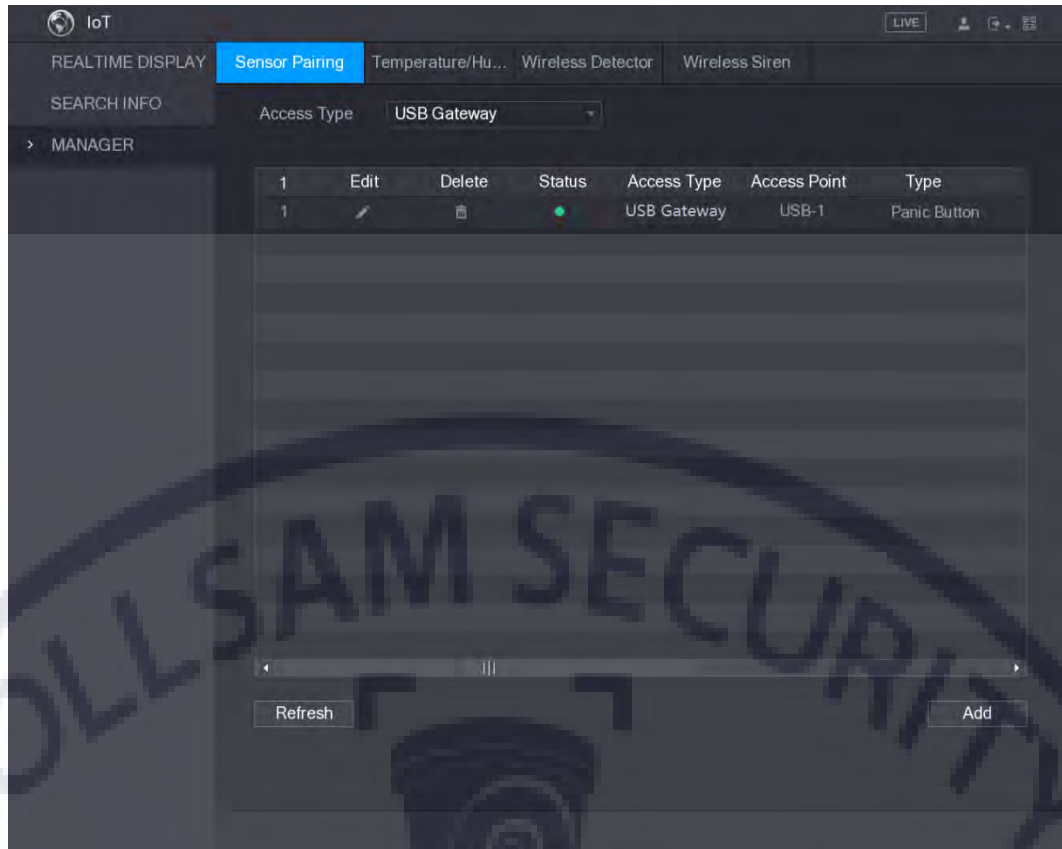 IoT
LIVE
REALTIME DISPLAY
SEARCH INFO
MANAGER
Sensor Pairing Temperature/Hu... Wireless Detector Wireless Siren
Access Type USB Gateway
1 Edit Delete Status Access Type Access Point Type
1 USB Gateway USB-1 Panic Button
Refresh Add
OLLSAM SECURITY